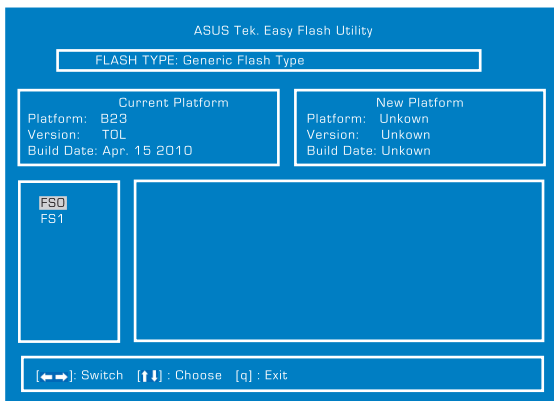 ASUS Tek. Easy Flash Utility
FLASH TYPE: Generic Flash Type
Current Platform
Platform: B23
Version: TOL
Build Date: Apr. 15 2010
New Platform
Platform: Unkown
Version: Unkown
Build Date: Unkown
FS0
FS1
[←→]: Switch [↑↓] : Choose [q] : Exit